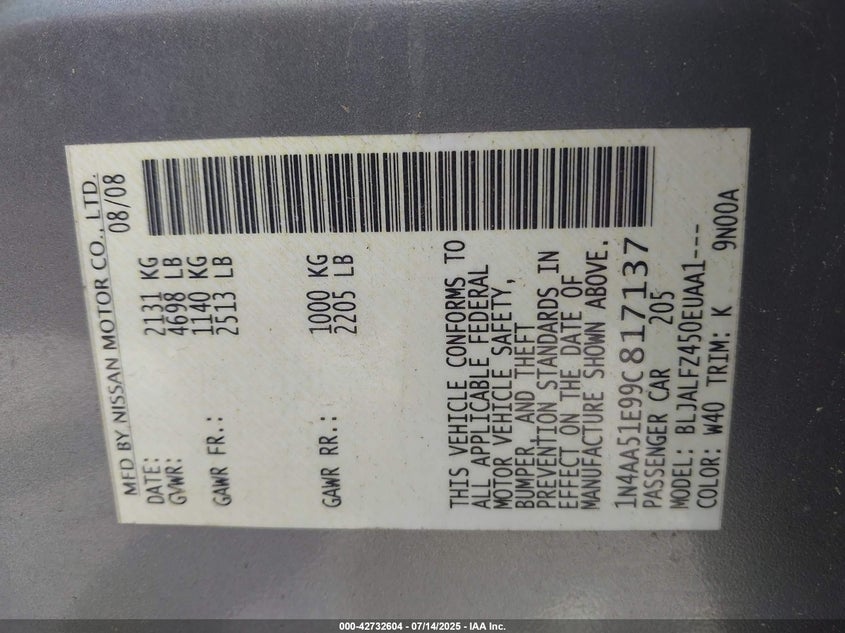 MFD BY NISSAN MOTOR CO., LTD.
DATE: 08/08
GVWR: 2131 KG
4698 LB
GAWR FR.: 1140 KG
2513 LB
GAWR RR.: 1000 KG
2205 LB
THIS VEHICLE CONFORMS TO
ALL APPLICABLE FEDERAL
MOTOR VEHICLE SAFETY,
BUMPER, AND THEFT
PREVENTION STANDARDS IN
EFFECT ON THE DATE OF
MANUFACTURE SHOWN ABOVE.
1N4AA51E99C817137
PASSENGER CAR 205
MODEL: BLJALFZ450EUAA1---
COLOR: W40 TRIM: K 9N00A
000-42732604 - 07/14/2025 - IAA Inc.